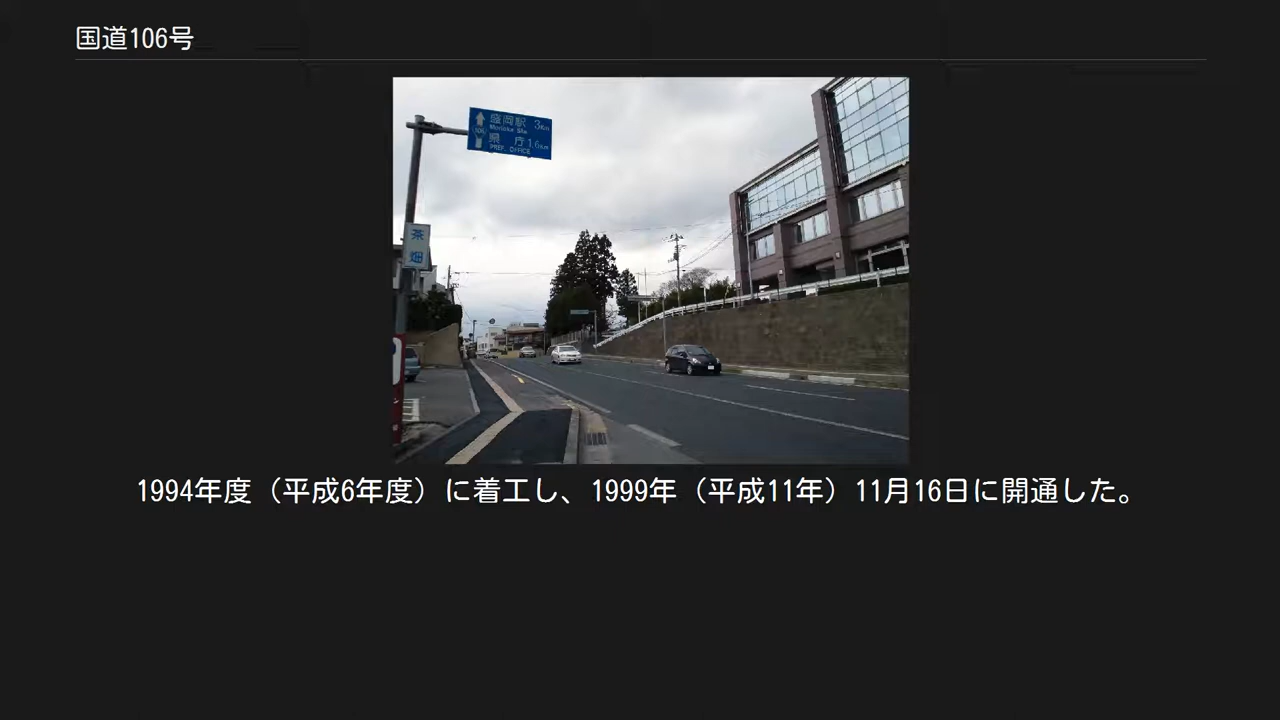 国道106号
盛岡駅 3Km
Morioka Sta
106
県 庁 1.6km
PREF. OFFICE
茶畑
1994年度（平成6年度）に着工し、1999年（平成11年）11月16日に開通した。